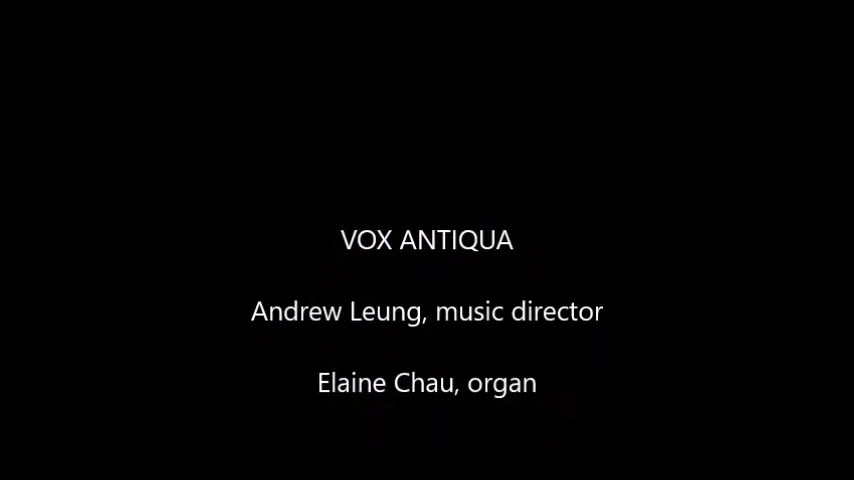 VOX ANTIQUA
Andrew Leung, music director
Elaine Chau, organ